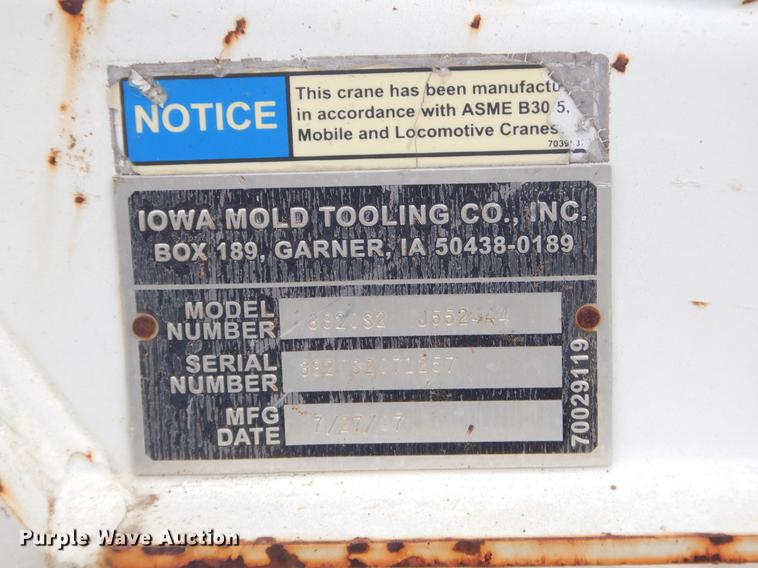 NOTICE
This crane has been manufactu
in accordance with ASME B30.5,
Mobile and Locomotive Cranes
IOWA MOLD TOOLING CO., INC.
BOX 189, GARNER, IA 50438-0189
MODEL
NUMBER
SERIAL
NUMBER
MFG
DATE
70029119
Purple Wave Auction